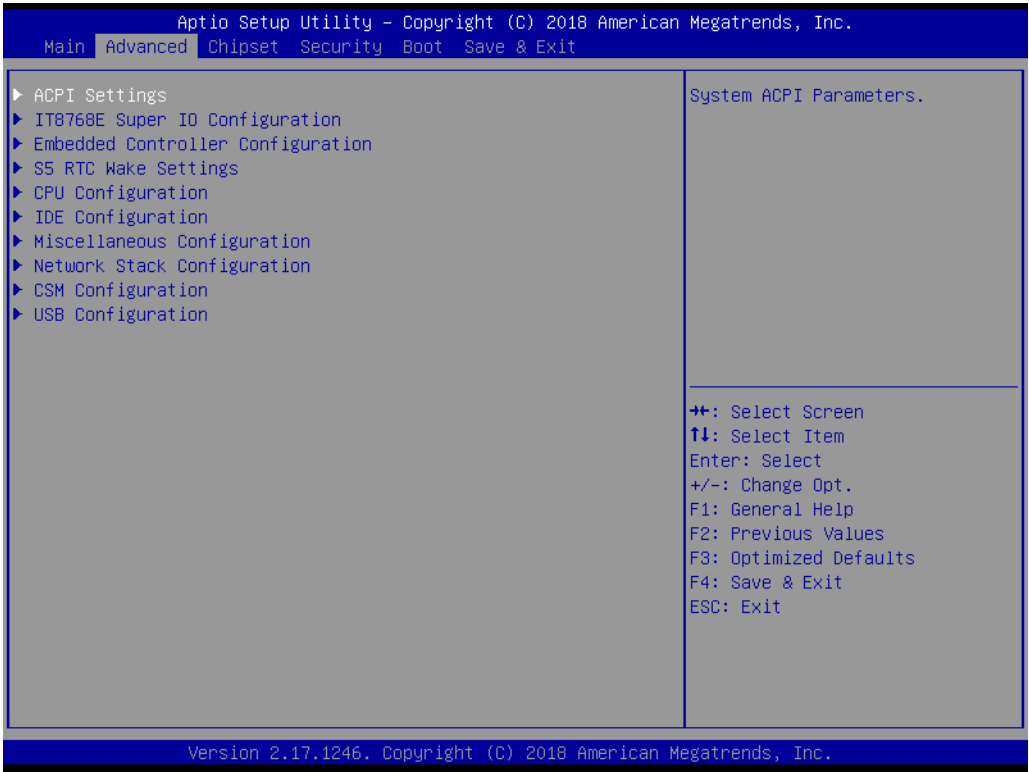 Aptio Setup Utility – Copyright (C) 2018 American Megatrends, Inc.
Main Advanced Chipset Security Boot Save & Exit
▶ ACPI Settings
▶ IT8768E Super IO Configuration
▶ Embedded Controller Configuration
▶ S5 RTC Wake Settings
▶ CPU Configuration
▶ IDE Configuration
▶ Miscellaneous Configuration
▶ Network Stack Configuration
▶ CSM Configuration
▶ USB Configuration
System ACPI Parameters.
→←: Select Screen
↑↓: Select Item
Enter: Select
+/-: Change Opt.
F1: General Help
F2: Previous Values
F3: Optimized Defaults
F4: Save & Exit
ESC: Exit
Version 2.17.1246. Copyright (C) 2018 American Megatrends, Inc.